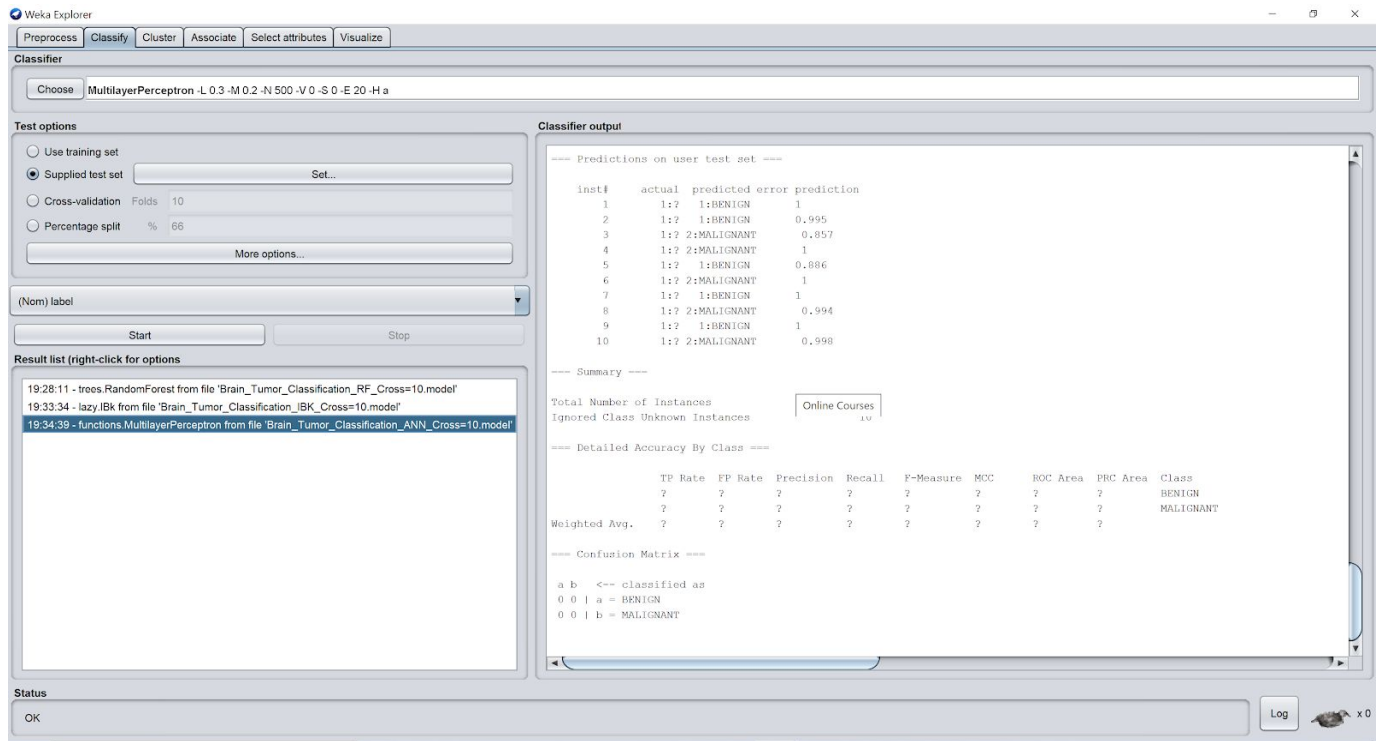 Weka Explorer
Preprocess Classify Cluster Associate Select attributes Visualize
Classifier
Choose MultilayerPerceptron -L 0.3 -M 0.2 -N 500 -V 0 -S 0 -E 20 -H a
Test options
Use training set
Supplied test set Set...
Cross-validation Folds 10
Percentage split % 66
More options...
(Nom) label
Start Stop
Result list (right-click for options
19:28:11 - trees.RandomForest from file 'Brain_Tumor_Classification_RF_Cross=10.model'
19:33:34 - lazy.IBk from file 'Brain_Tumor_Classification_IBK_Cross=10.model'
19:34:39 - functions.MultilayerPerceptron from file 'Brain_Tumor_Classification_ANN_Cross=10.model'
Classifier output
=== Predictions on user test set ===
inst# actual predicted error prediction
1 1:? 1:BENIGN 1
2 1:? 1:BENIGN 0.995
3 1:? 2:MALIGNANT 0.857
4 1:? 2:MALIGNANT 1
5 1:? 1:BENIGN 0.886
6 1:? 2:MALIGNANT 1
7 1:? 1:BENIGN 1
8 1:? 2:MALIGNANT 0.994
9 1:? 1:BENIGN 1
10 1:? 2:MALIGNANT 0.998
=== Summary ===
Total Number of Instances
Online Courses
Ignored Class Unknown Instances 10
=== Detailed Accuracy By Class ===
TP Rate FP Rate Precision Recall F-Measure MCC ROC Area PRC Area Class
? ? ? ? ? ? ? ? BENIGN
? ? ? ? ? ? ? ? MALIGNANT
Weighted Avg. ? ? ? ? ? ? ? ?
=== Confusion Matrix ===
a b <-- classified as
0 0 | a = BENIGN
0 0 | b = MALIGNANT
Status
OK
Log
x 0